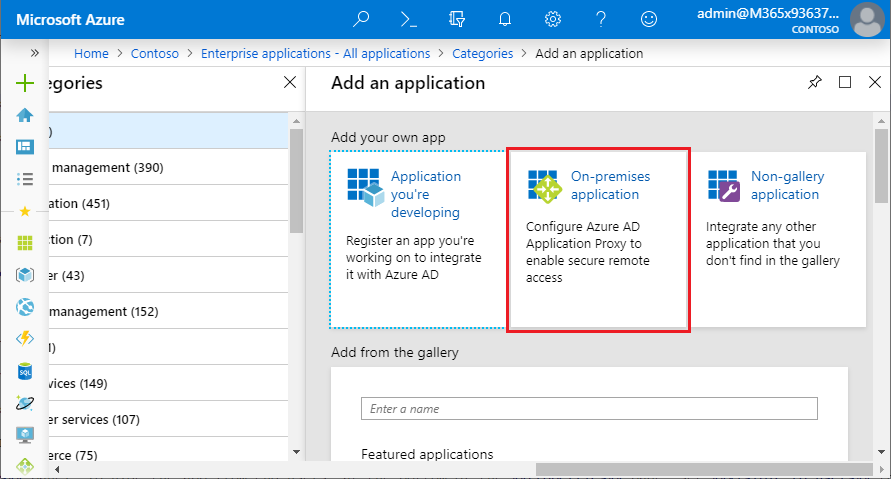 Microsoft Azure
admin@M365x93637...
CONTOSO
Home > Contoso > Enterprise applications - All applications > Categories > Add an application
egories
)
management (390)
ation (451)
tion (7)
er (43)
management (152)
1)
rvices (149)
er services (107)
erce (75)
Add an application
Add your own app
Application
you're
developing
Register an app you're
working on to integrate
it with Azure AD
On-premises
application
Configure Azure AD
Application Proxy to
enable secure remote
access
Non-gallery
application
Integrate any other
application that you
don't find in the gallery
Add from the gallery
Enter a name
Featured applications
SQL